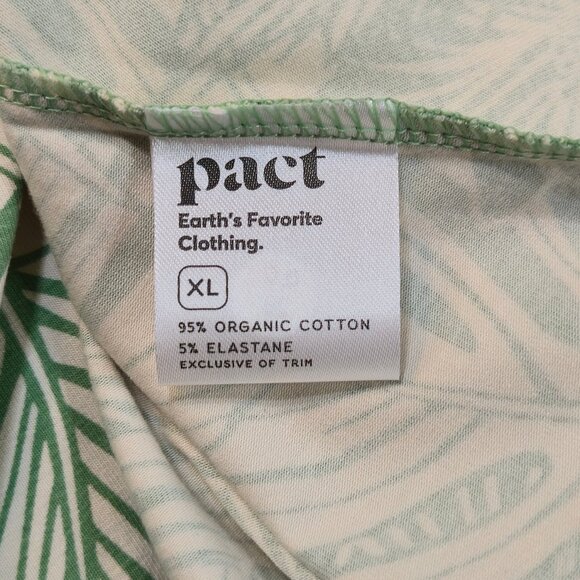 pact
Earth's Favorite
Clothing.
XL
95% ORGANIC COTTON
5% ELASTANE
EXCLUSIVE OF TRIM